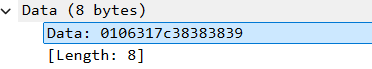 Data (8 bytes)
Data: 0106317c38383839
[Length: 8]